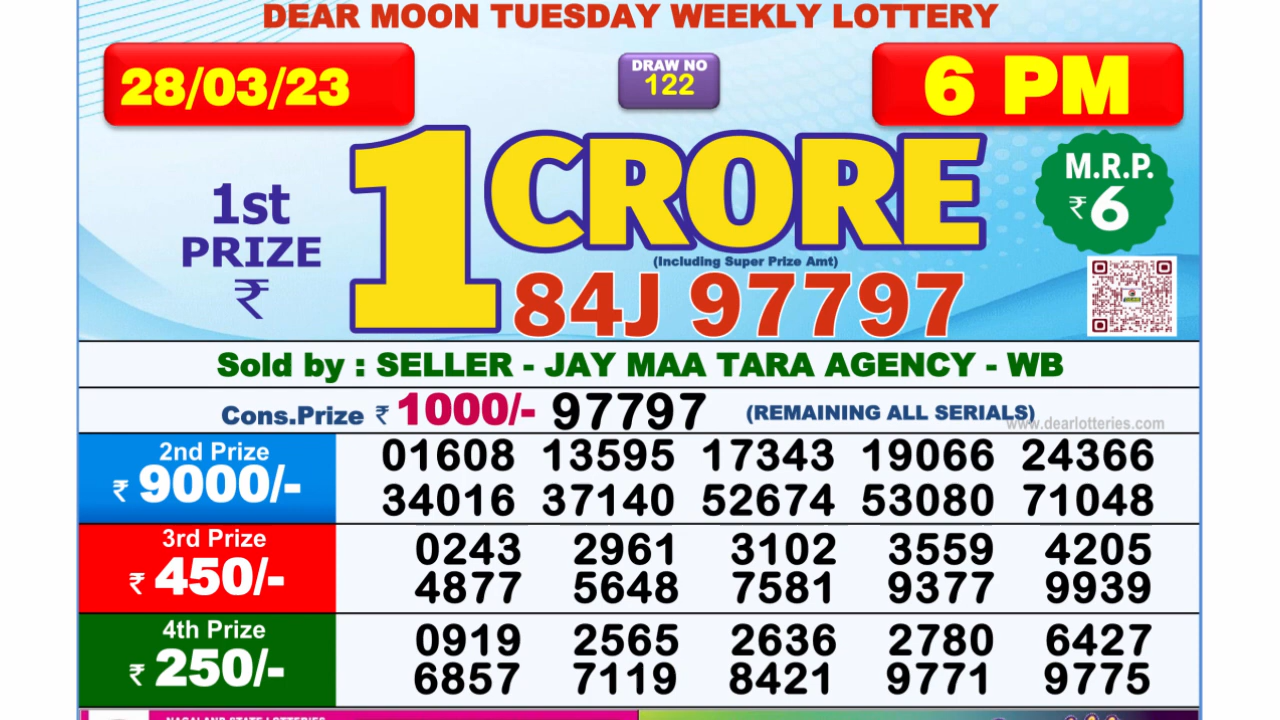 DEAR MOON TUESDAY WEEKLY LOTTERY
28/03/23
DRAW NO
122
6 PM
1st
PRIZE
₹
1 CRORE
(Including Super Prize Amt)
84J 97797
M.R.P.
₹ 6
Sold by : SELLER - JAY MAA TARA AGENCY - WB
Cons.Prize ₹ 1000/- 97797 (REMAINING ALL SERIALS)
www.dearlotteries.com
2nd Prize
₹ 9000/-
01608 13595 17343 19066 24366
34016 37140 52674 53080 71048
3rd Prize
₹ 450/-
0243 2961 3102 3559 4205
4877 5648 7581 9377 9939
4th Prize
₹ 250/-
0919 2565 2636 2780 6427
6857 7119 8421 9771 9775
NAGALAND STATE LOTTERIES